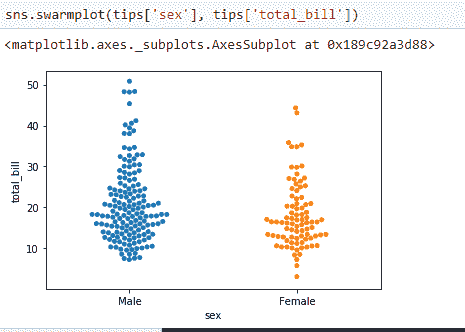 sns.swarmplot(tips['sex'], tips['total_bill'])
<matplotlib.axes._subplots.AxesSubplot at 0x189c92a3d88>
50
40
30
20
10
total_bill
Male
Female
sex